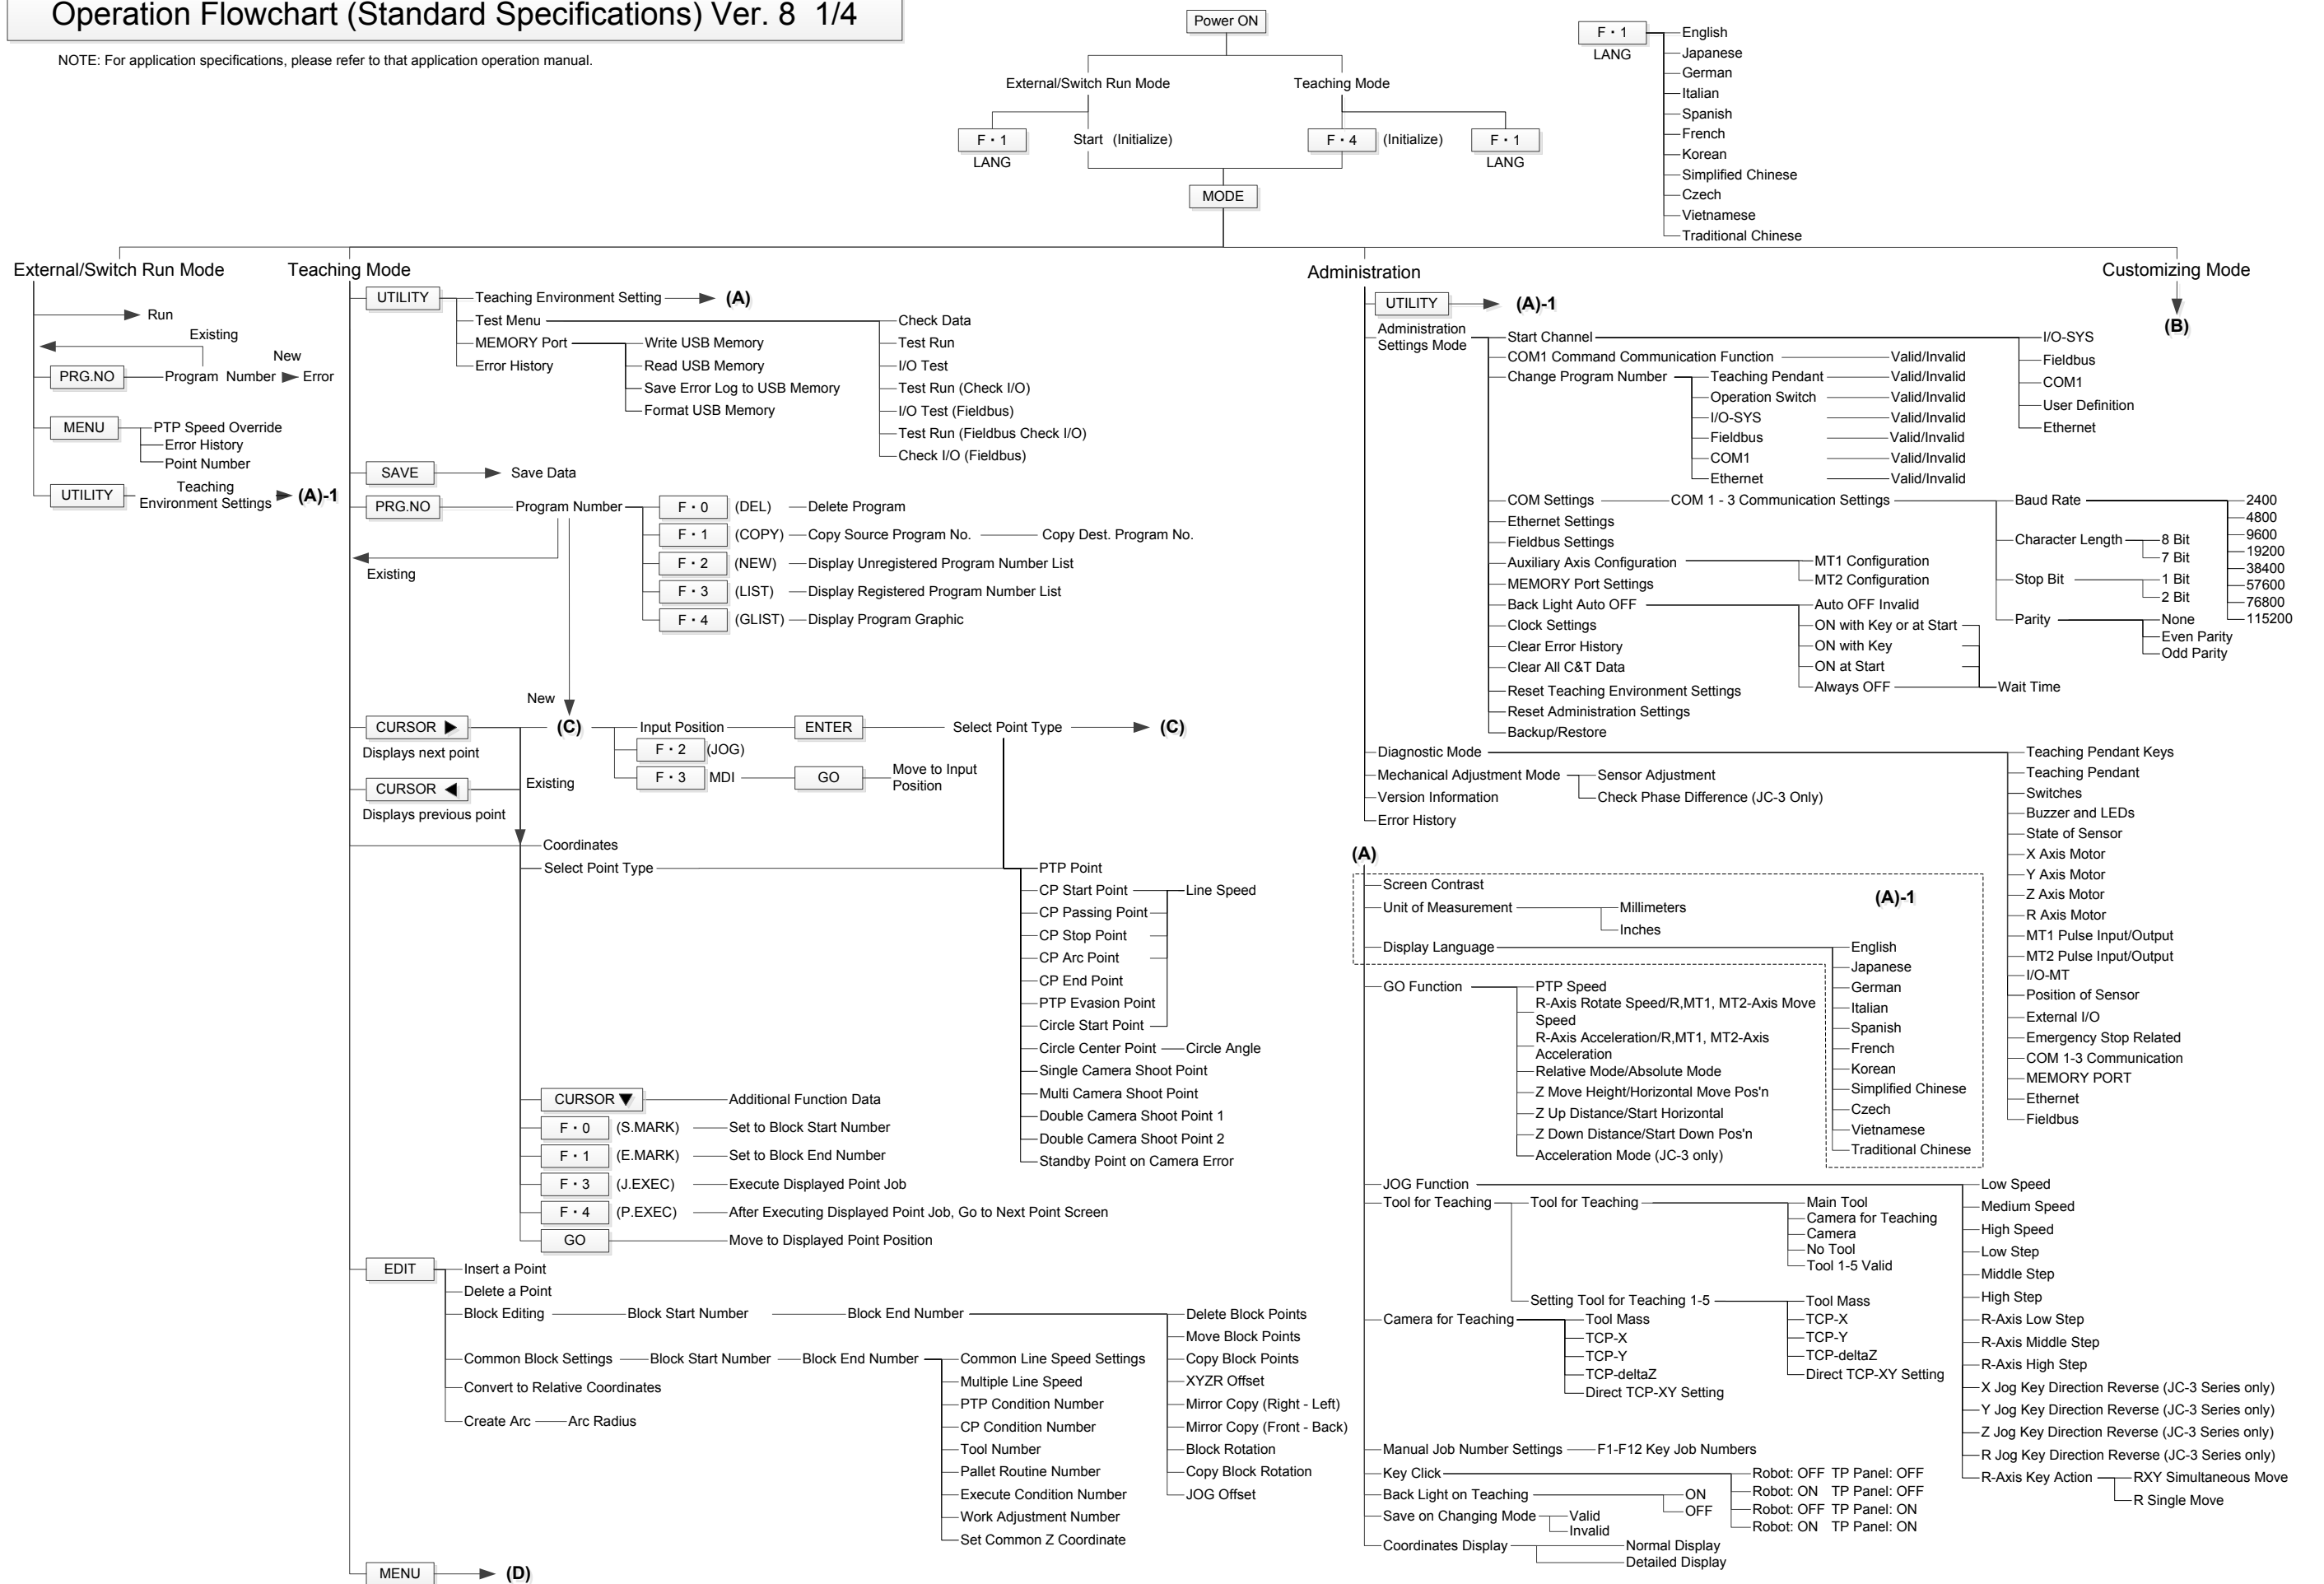 Operation Flowchart (Standard Specifications) Ver. 8 1/4
NOTE: For application specifications, please refer to that application operation manual.
Power ON
External/Switch Run Mode
Teaching Mode
F・1
LANG
Start (Initialize)
F・4 (Initialize)
F・1
LANG
MODE
F・1
LANG
English
Japanese
German
Italian
Spanish
French
Korean
Simplified Chinese
Czech
Vietnamese
Traditional Chinese
External/Switch Run Mode
Run
Existing
New
PRG.NO
Program Number
Error
MENU
PTP Speed Override
Error History
Point Number
UTILITY
Teaching
Environment Settings
(A)-1
Teaching Mode
UTILITY
Teaching Environment Setting
(A)
Test Menu
MEMORY Port
Error History
Write USB Memory
Read USB Memory
Save Error Log to USB Memory
Format USB Memory
Check Data
Test Run
I/O Test
Test Run (Check I/O)
I/O Test (Fieldbus)
Test Run (Fieldbus Check I/O)
Check I/O (Fieldbus)
SAVE
Save Data
PRG.NO
Program Number
F・0 (DEL) Delete Program
F・1 (COPY) Copy Source Program No. Copy Dest. Program No.
F・2 (NEW) Display Unregistered Program Number List
F・3 (LIST) Display Registered Program Number List
F・4 (GLIST) Display Program Graphic
Existing
New
CURSOR ▶
Displays next point
(C)
Input Position
ENTER
Select Point Type
(C)
F・2 (JOG)
F・3 MDI
GO
Move to Input
Position
CURSOR ◀
Displays previous point
Existing
Coordinates
Select Point Type
PTP Point
CP Start Point
Line Speed
CP Passing Point
CP Stop Point
CP Arc Point
CP End Point
PTP Evasion Point
Circle Start Point
Circle Center Point
Circle Angle
Single Camera Shoot Point
Multi Camera Shoot Point
Double Camera Shoot Point 1
Double Camera Shoot Point 2
Standby Point on Camera Error
CURSOR ▼ Additional Function Data
F・0 (S.MARK) Set to Block Start Number
F・1 (E.MARK) Set to Block End Number
F・3 (J.EXEC) Execute Displayed Point Job
F・4 (P.EXEC) After Executing Displayed Point Job, Go to Next Point Screen
GO Move to Displayed Point Position
EDIT
Insert a Point
Delete a Point
Block Editing Block Start Number Block End Number
Delete Block Points
Move Block Points
Copy Block Points
XYZR Offset
Mirror Copy (Right - Left)
Mirror Copy (Front - Back)
Block Rotation
Copy Block Rotation
JOG Offset
Common Block Settings Block Start Number Block End Number
Common Line Speed Settings
Multiple Line Speed
PTP Condition Number
CP Condition Number
Tool Number
Pallet Routine Number
Execute Condition Number
Work Adjustment Number
Set Common Z Coordinate
Convert to Relative Coordinates
Create Arc Arc Radius
MENU
(D)
Administration
UTILITY
(A)-1
Administration
Settings Mode
Start Channel
I/O-SYS
Fieldbus
COM1
User Definition
Ethernet
COM1 Command Communication Function Valid/Invalid
Change Program Number
Teaching Pendant Valid/Invalid
Operation Switch Valid/Invalid
I/O-SYS Valid/Invalid
Fieldbus Valid/Invalid
COM1 Valid/Invalid
Ethernet Valid/Invalid
COM Settings
COM 1 - 3 Communication Settings
Baud Rate
2400
4800
9600
19200
38400
57600
76800
115200
Character Length
8 Bit
7 Bit
Stop Bit
1 Bit
2 Bit
Parity
None
Even Parity
Odd Parity
Ethernet Settings
Fieldbus Settings
Auxiliary Axis Configuration
MT1 Configuration
MT2 Configuration
MEMORY Port Settings
Back Light Auto OFF
Auto OFF Invalid
ON with Key or at Start
ON with Key
ON at Start
Always OFF
Wait Time
Clock Settings
Clear Error History
Clear All C&T Data
Reset Teaching Environment Settings
Reset Administration Settings
Backup/Restore
Diagnostic Mode
Teaching Pendant Keys
Teaching Pendant
Switches
Buzzer and LEDs
State of Sensor
X Axis Motor
Y Axis Motor
Z Axis Motor
R Axis Motor
MT1 Pulse Input/Output
MT2 Pulse Input/Output
I/O-MT
Position of Sensor
External I/O
Emergency Stop Related
COM 1-3 Communication
MEMORY PORT
Ethernet
Fieldbus
Mechanical Adjustment Mode
Sensor Adjustment
Check Phase Difference (JC-3 Only)
Version Information
Error History
Customizing Mode
(B)
(A)
(A)-1
Screen Contrast
Unit of Measurement
Millimeters
Inches
Display Language
English
Japanese
German
Italian
Spanish
French
Korean
Simplified Chinese
Czech
Vietnamese
Traditional Chinese
GO Function
PTP Speed
R-Axis Rotate Speed/R,MT1, MT2-Axis Move
Speed
R-Axis Acceleration/R,MT1, MT2-Axis
Acceleration
Relative Mode/Absolute Mode
Z Move Height/Horizontal Move Pos'n
Z Up Distance/Start Horizontal
Z Down Distance/Start Down Pos'n
Acceleration Mode (JC-3 only)
JOG Function
Low Speed
Medium Speed
High Speed
Low Step
Middle Step
High Step
R-Axis Low Step
R-Axis Middle Step
R-Axis High Step
X Jog Key Direction Reverse (JC-3 Series only)
Y Jog Key Direction Reverse (JC-3 Series only)
Z Jog Key Direction Reverse (JC-3 Series only)
R Jog Key Direction Reverse (JC-3 Series only)
R-Axis Key Action
RXY Simultaneous Move
R Single Move
Tool for Teaching
Tool for Teaching
Main Tool
Camera for Teaching
Camera
No Tool
Tool 1-5 Valid
Setting Tool for Teaching 1-5
Tool Mass
TCP-X
TCP-Y
TCP-deltaZ
Direct TCP-XY Setting
Camera for Teaching
Tool Mass
TCP-X
TCP-Y
TCP-deltaZ
Direct TCP-XY Setting
Manual Job Number Settings F1-F12 Key Job Numbers
Key Click
Robot: OFF TP Panel: OFF
Robot: ON TP Panel: OFF
Robot: OFF TP Panel: ON
Robot: ON TP Panel: ON
Back Light on Teaching
ON
OFF
Save on Changing Mode
Valid
Invalid
Coordinates Display
Normal Display
Detailed Display